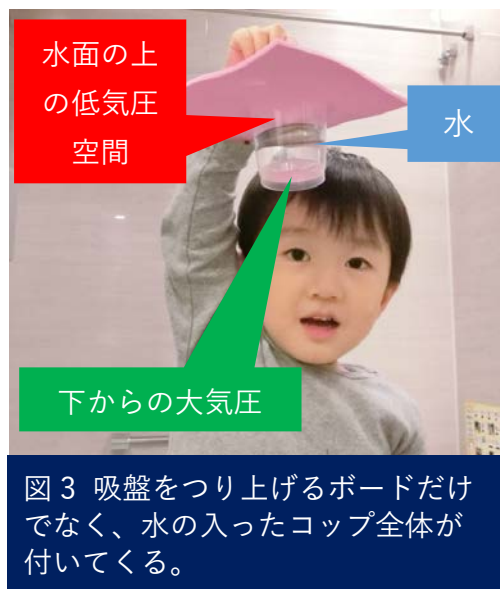 水面の上
の低気圧
空間
水
下からの大気圧
図３ 吸盤をつり上げるボードだけ
でなく、水の入ったコップ全体が
付いてくる。